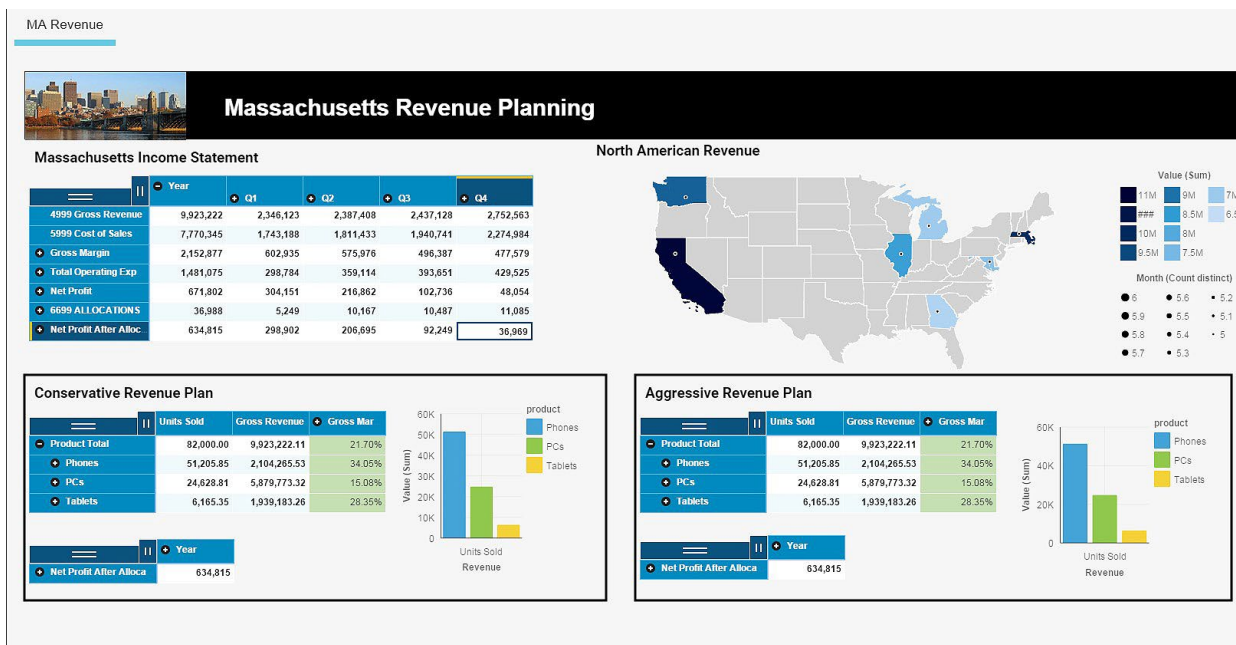 MA Revenue
Massachusetts Revenue Planning
Massachusetts Income Statement
Year Q1 Q2 Q3 Q4
4999 Gross Revenue 9,923,222 2,346,123 2,387,408 2,437,128 2,752,563
5999 Cost of Sales 7,770,345 1,743,188 1,811,433 1,940,741 2,274,984
Gross Margin 2,152,877 602,935 575,976 496,387 477,579
Total Operating Exp 1,481,075 298,784 359,114 393,651 429,525
Net Profit 671,802 304,151 216,862 102,736 48,054
6699 ALLOCATIONS 36,988 5,249 10,167 10,487 11,085
Net Profit After Alloc 634,815 298,902 206,695 92,249 36,969
North American Revenue
Value (Sum)
11M 9M 7M
### 8.5M 6.5
10M 8M
9.5M 7.5M
Month (Count distinct)
6 5.6 5.2
5.9 5.5 5.1
5.8 5.4 5
5.7 5.3
Conservative Revenue Plan
Units Sold Gross Revenue Gross Mar
Product Total 82,000.00 9,923,222.11 21.70%
Phones 51,205.85 2,104,265.53 34.05%
PCs 24,628.81 5,879,773.32 15.08%
Tablets 6,165.35 1,939,183.26 28.35%
Year
Net Profit After Alloca 634,815
Value (Sum)
60K
50K
40K
30K
20K
10K
0
Units Sold
Revenue
product
Phones
PCs
Tablets
Aggressive Revenue Plan
Units Sold Gross Revenue Gross Mar
Product Total 82,000.00 9,923,222.11 21.70%
Phones 51,205.85 2,104,265.53 34.05%
PCs 24,628.81 5,879,773.32 15.08%
Tablets 6,165.35 1,939,183.26 28.35%
Year
Net Profit After Alloca 634,815
Value (Sum)
60K
40K
20K
0
Units Sold
Revenue
product
Phones
PCs
Tablets